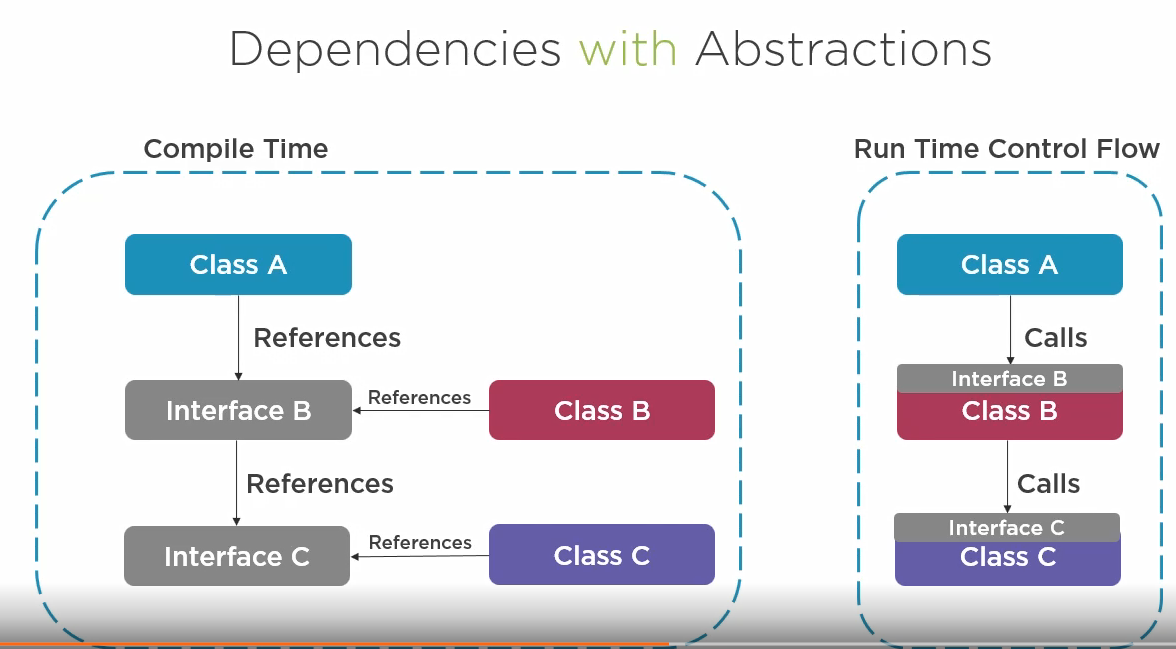 Dependencies with Abstractions
Compile Time
Run Time Control Flow
Class A
References
Interface B
References
Class B
References
Interface C
References
Class C
Class A
Calls
Interface B
Class B
Calls
Interface C
Class C